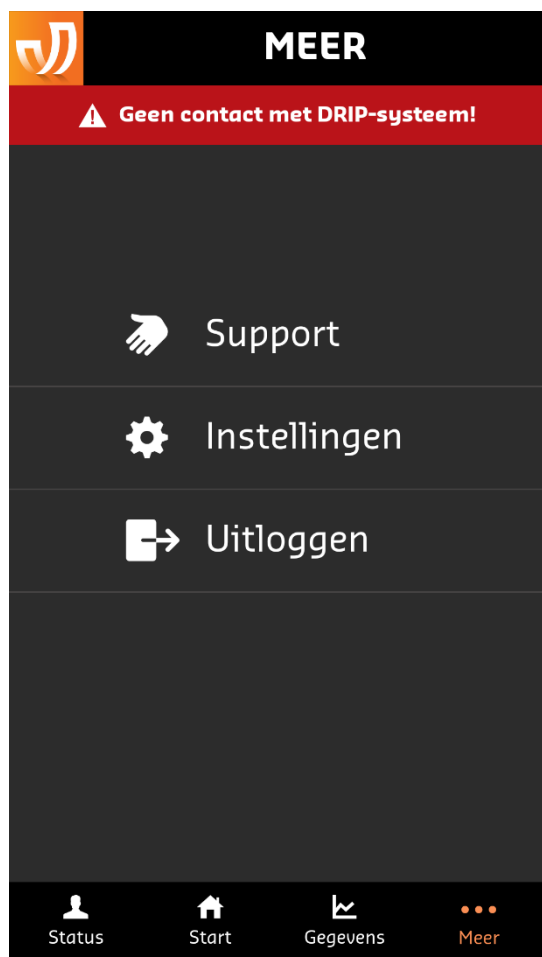 MEER
Geen contact met DRIP-systeem!
Support
Instellingen
Uitloggen
Status Start Gegevens Meer